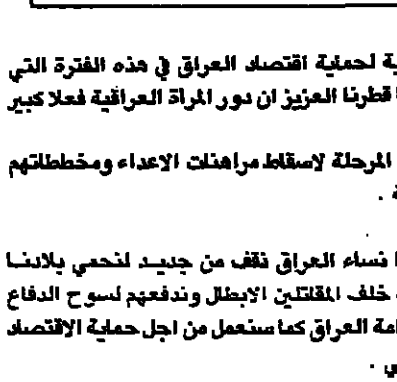 ية لحماية اقتصاد العراق في هذه الفترة التي
ا قطرنا العزيز ان دور المرأة العراقية فعلا كبير
المرحلة لاسقاط مراهنات الاعداء ومخططاتهم
ة .
ا نساء العراق نقف من جديد لنحمي بلادنا
خلف المقاتلين الابطال وندفعهم لسوح الدفاع
امة العراق كما سنعمل من اجل حماية الاقتصاد
ي .